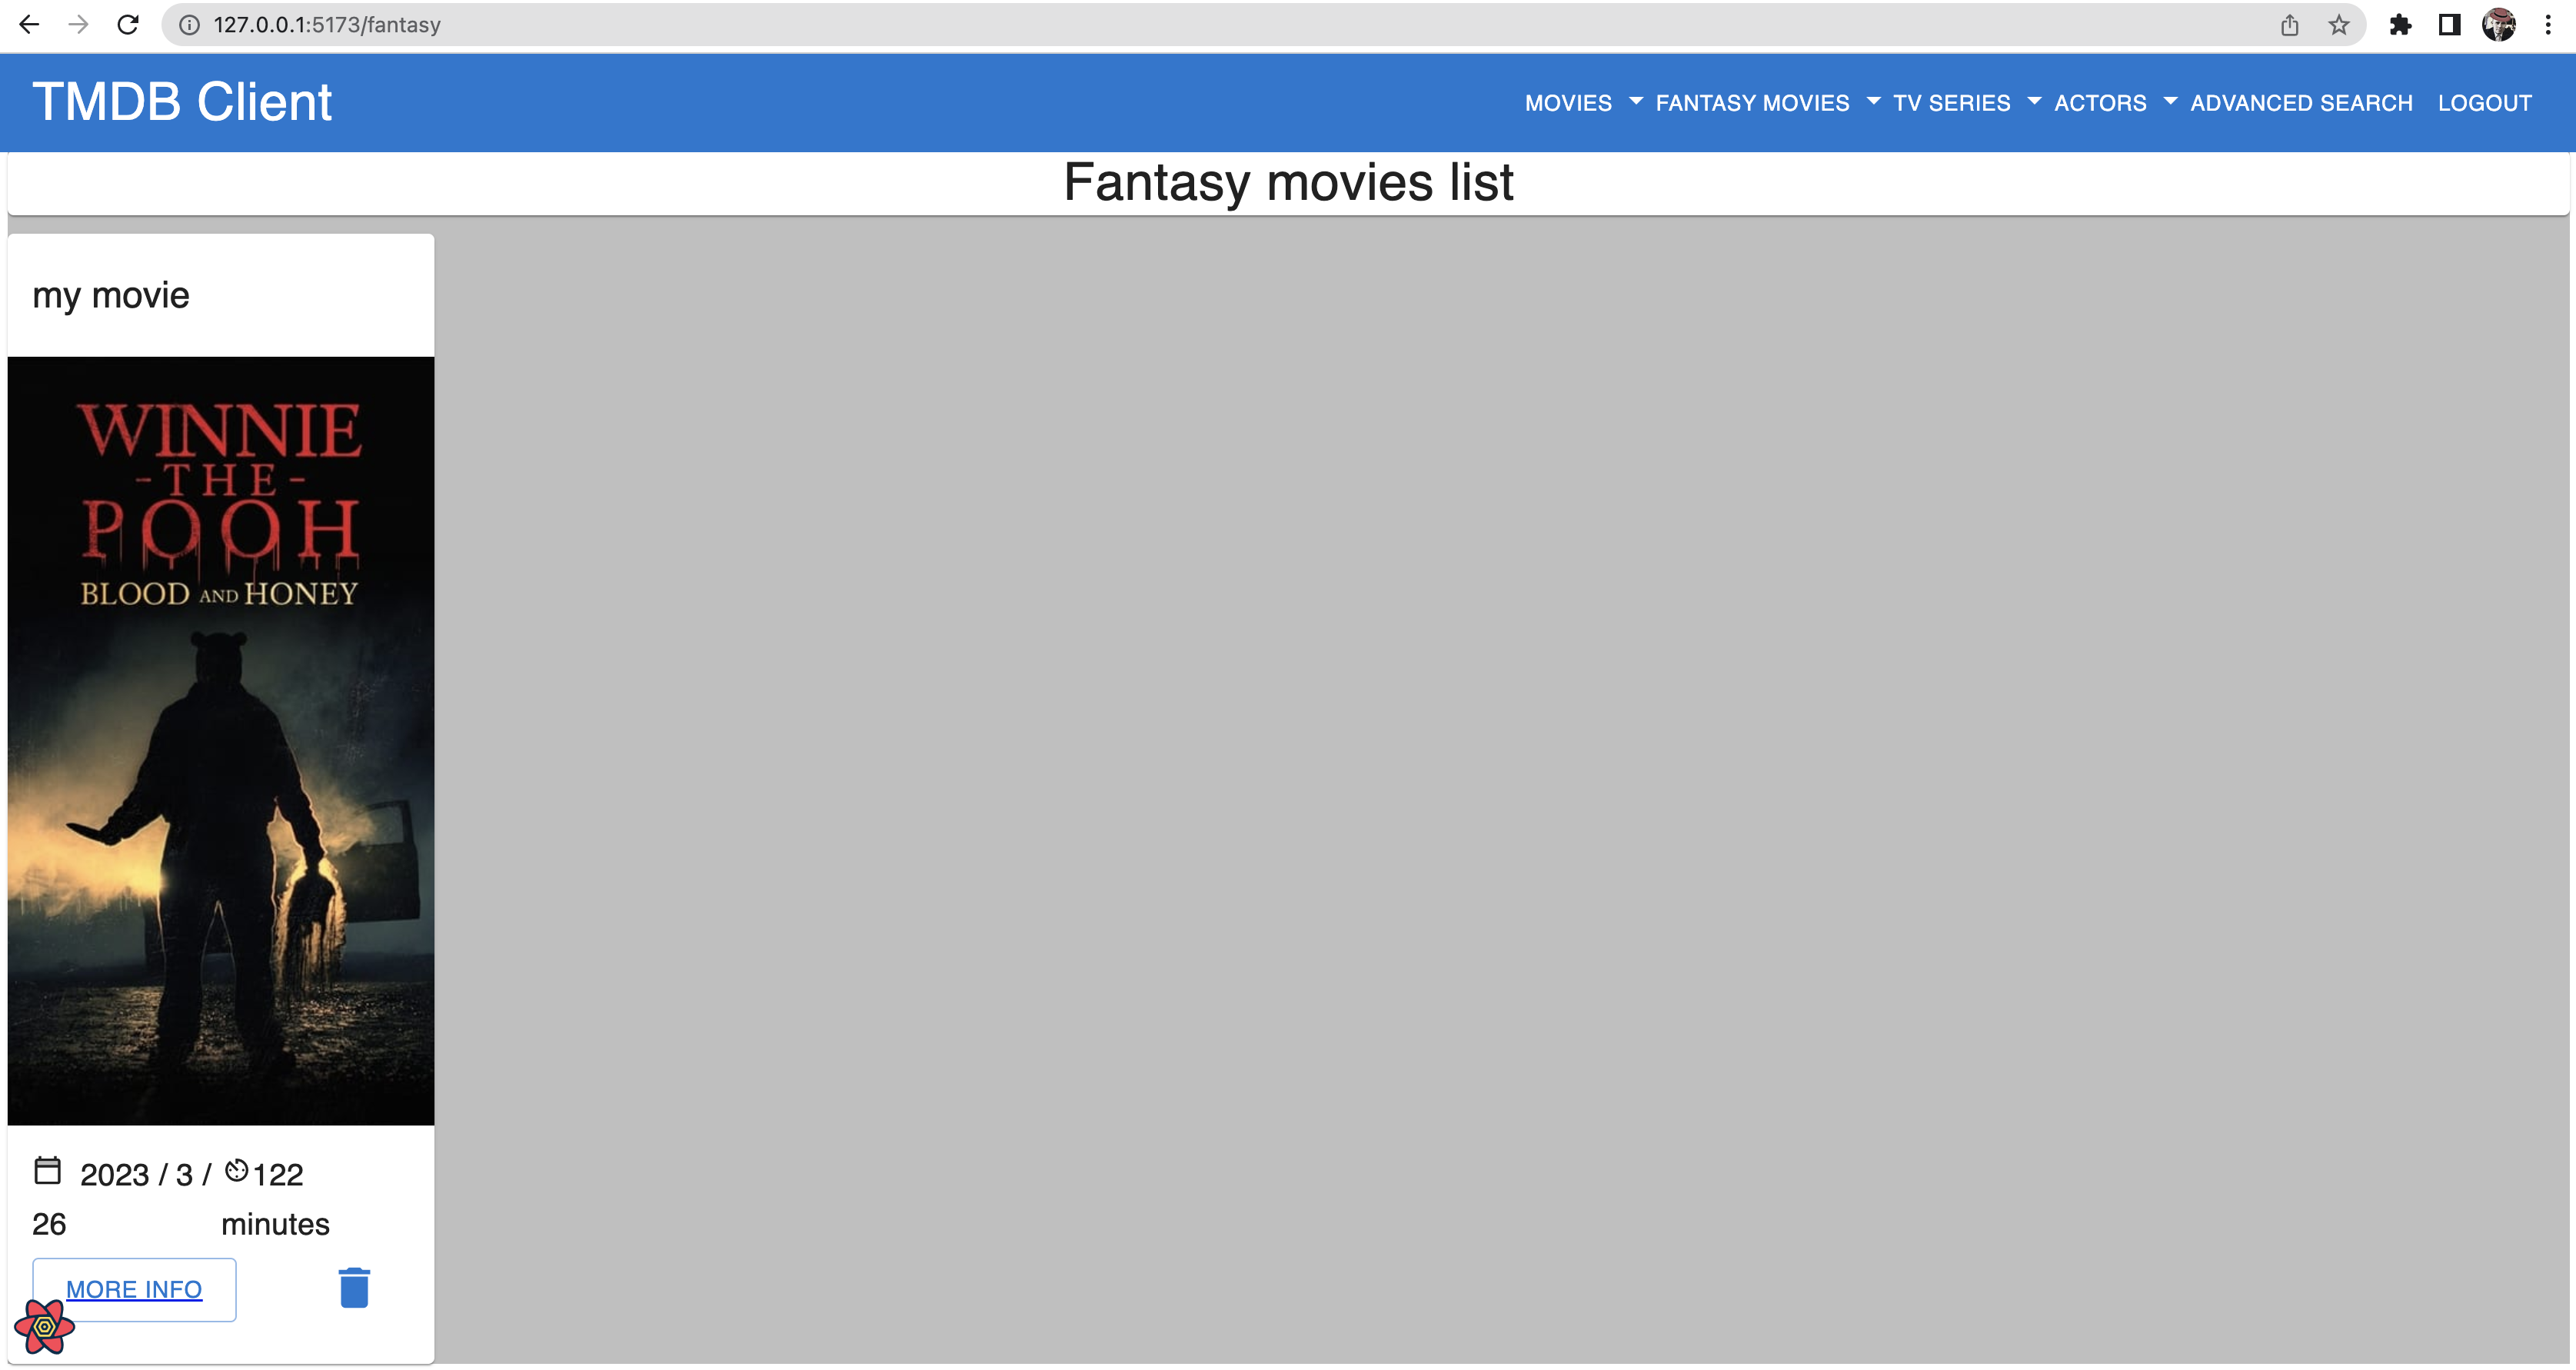 127.0.0.1:5173/fantasy
TMDB Client
MOVIES FANTASY MOVIES TV SERIES ACTORS ADVANCED SEARCH LOGOUT
Fantasy movies list
my movie
WINNIE
-THE-
POOH
BLOOD AND HONEY
2023 / 3 / 122
26 minutes
MORE INFO